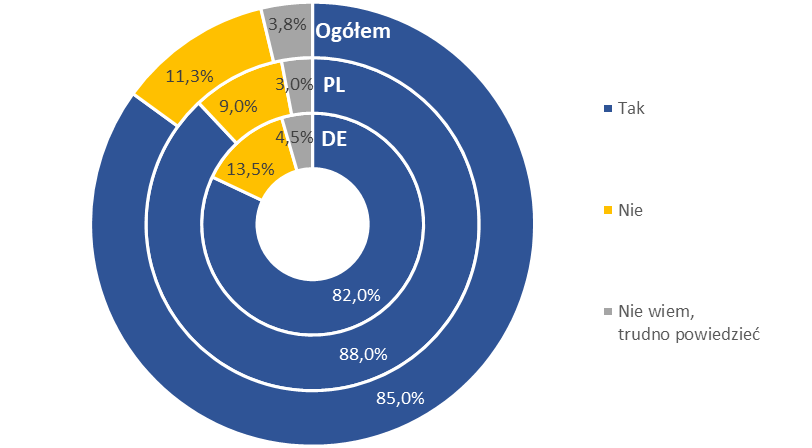 3,8%
Ogółem
11,3%
3,0%
PL
9,0%
4,5%
DE
13,5%
82,0%
88,0%
85,0%
Tak
Nie
Nie wiem,
trudno powiedzieć